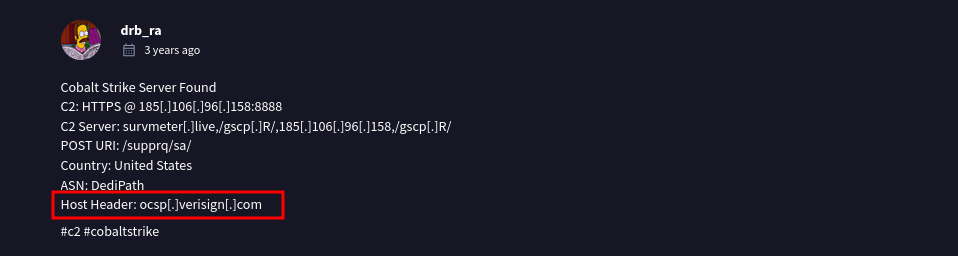 drb_ra
3 years ago
Cobalt Strike Server Found
C2: HTTPS @ 185[.]106[.]96[.]158:8888
C2 Server: survmeter[.]live,/gscp[.]R/,185[.]106[.]96[.]158,/gscp[.]R/
POST URI: /supprq/sa/
Country: United States
ASN: DediPath
Host Header: ocsp[.]verisign[.]com
#c2 #cobaltstrike